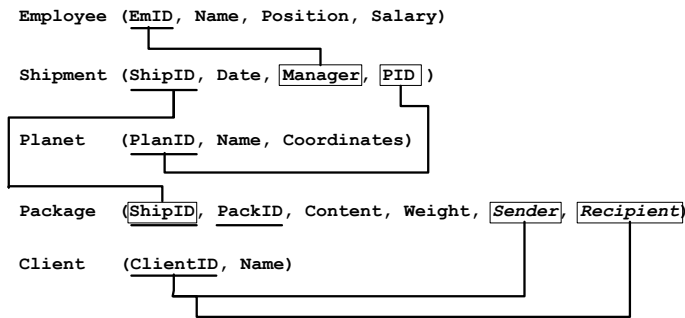 Employee (EmID, Name, Position, Salary)
Shipment (ShipID, Date, Manager, PID )
Planet (PlanID, Name, Coordinates)
Package (ShipID, PackID, Content, Weight, Sender, Recipient)
Client (ClientID, Name)